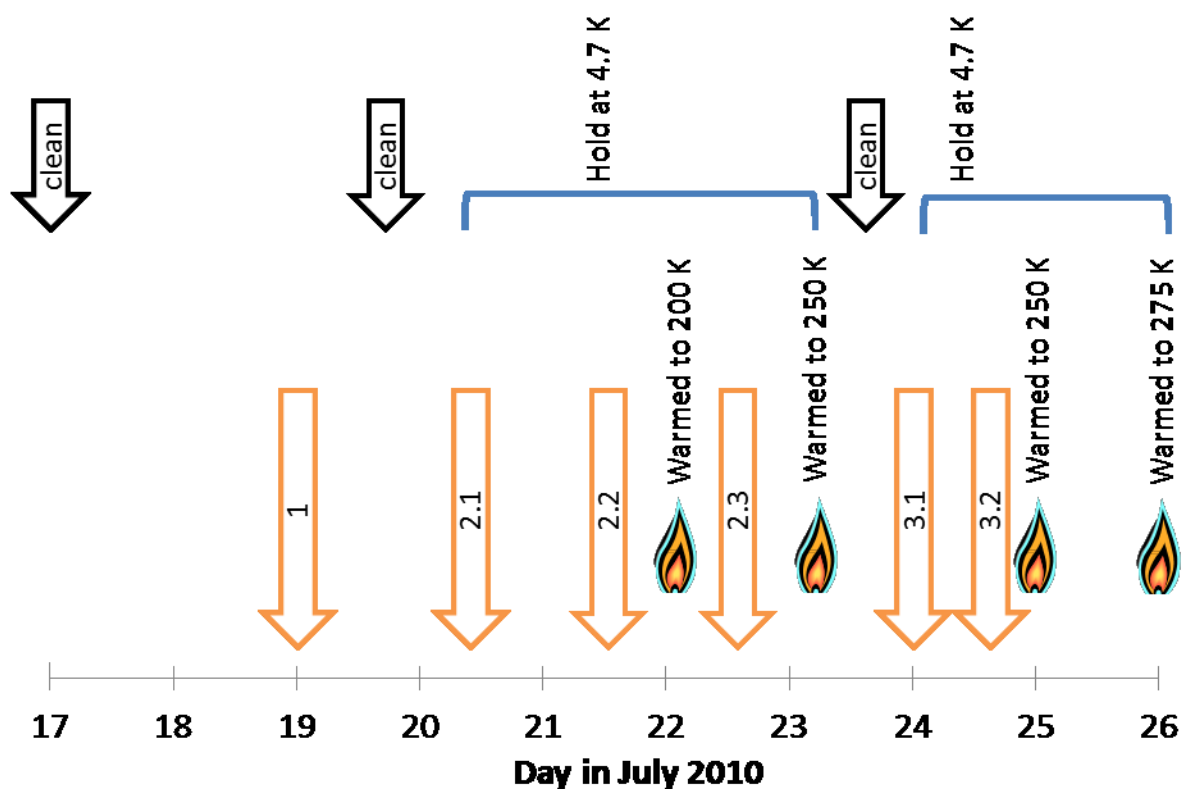 clean
clean
Hold at 4.7 K
clean
Hold at 4.7 K
Warmed to 200 K
Warmed to 250 K
Warmed to 250 K
Warmed to 275 K
1
2.1
2.2
2.3
3.1
3.2
17 18 19 20 21 22 23 24 25 26
Day in July 2010